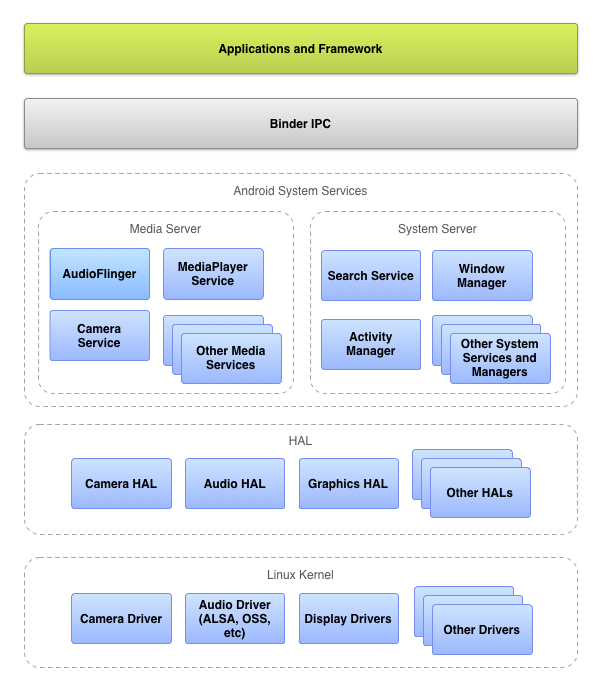 Applications and Framework
Binder IPC
Android System Services
Media Server
AudioFlinger
MediaPlayer
Service
Camera
Service
Other Media
Services
System Server
Search Service
Window
Manager
Activity
Manager
Other System
Services and
Managers
HAL
Camera HAL
Audio HAL
Graphics HAL
Other HALs
Linux Kernel
Camera Driver
Audio Driver
(ALSA, OSS,
etc)
Display Drivers
Other Drivers